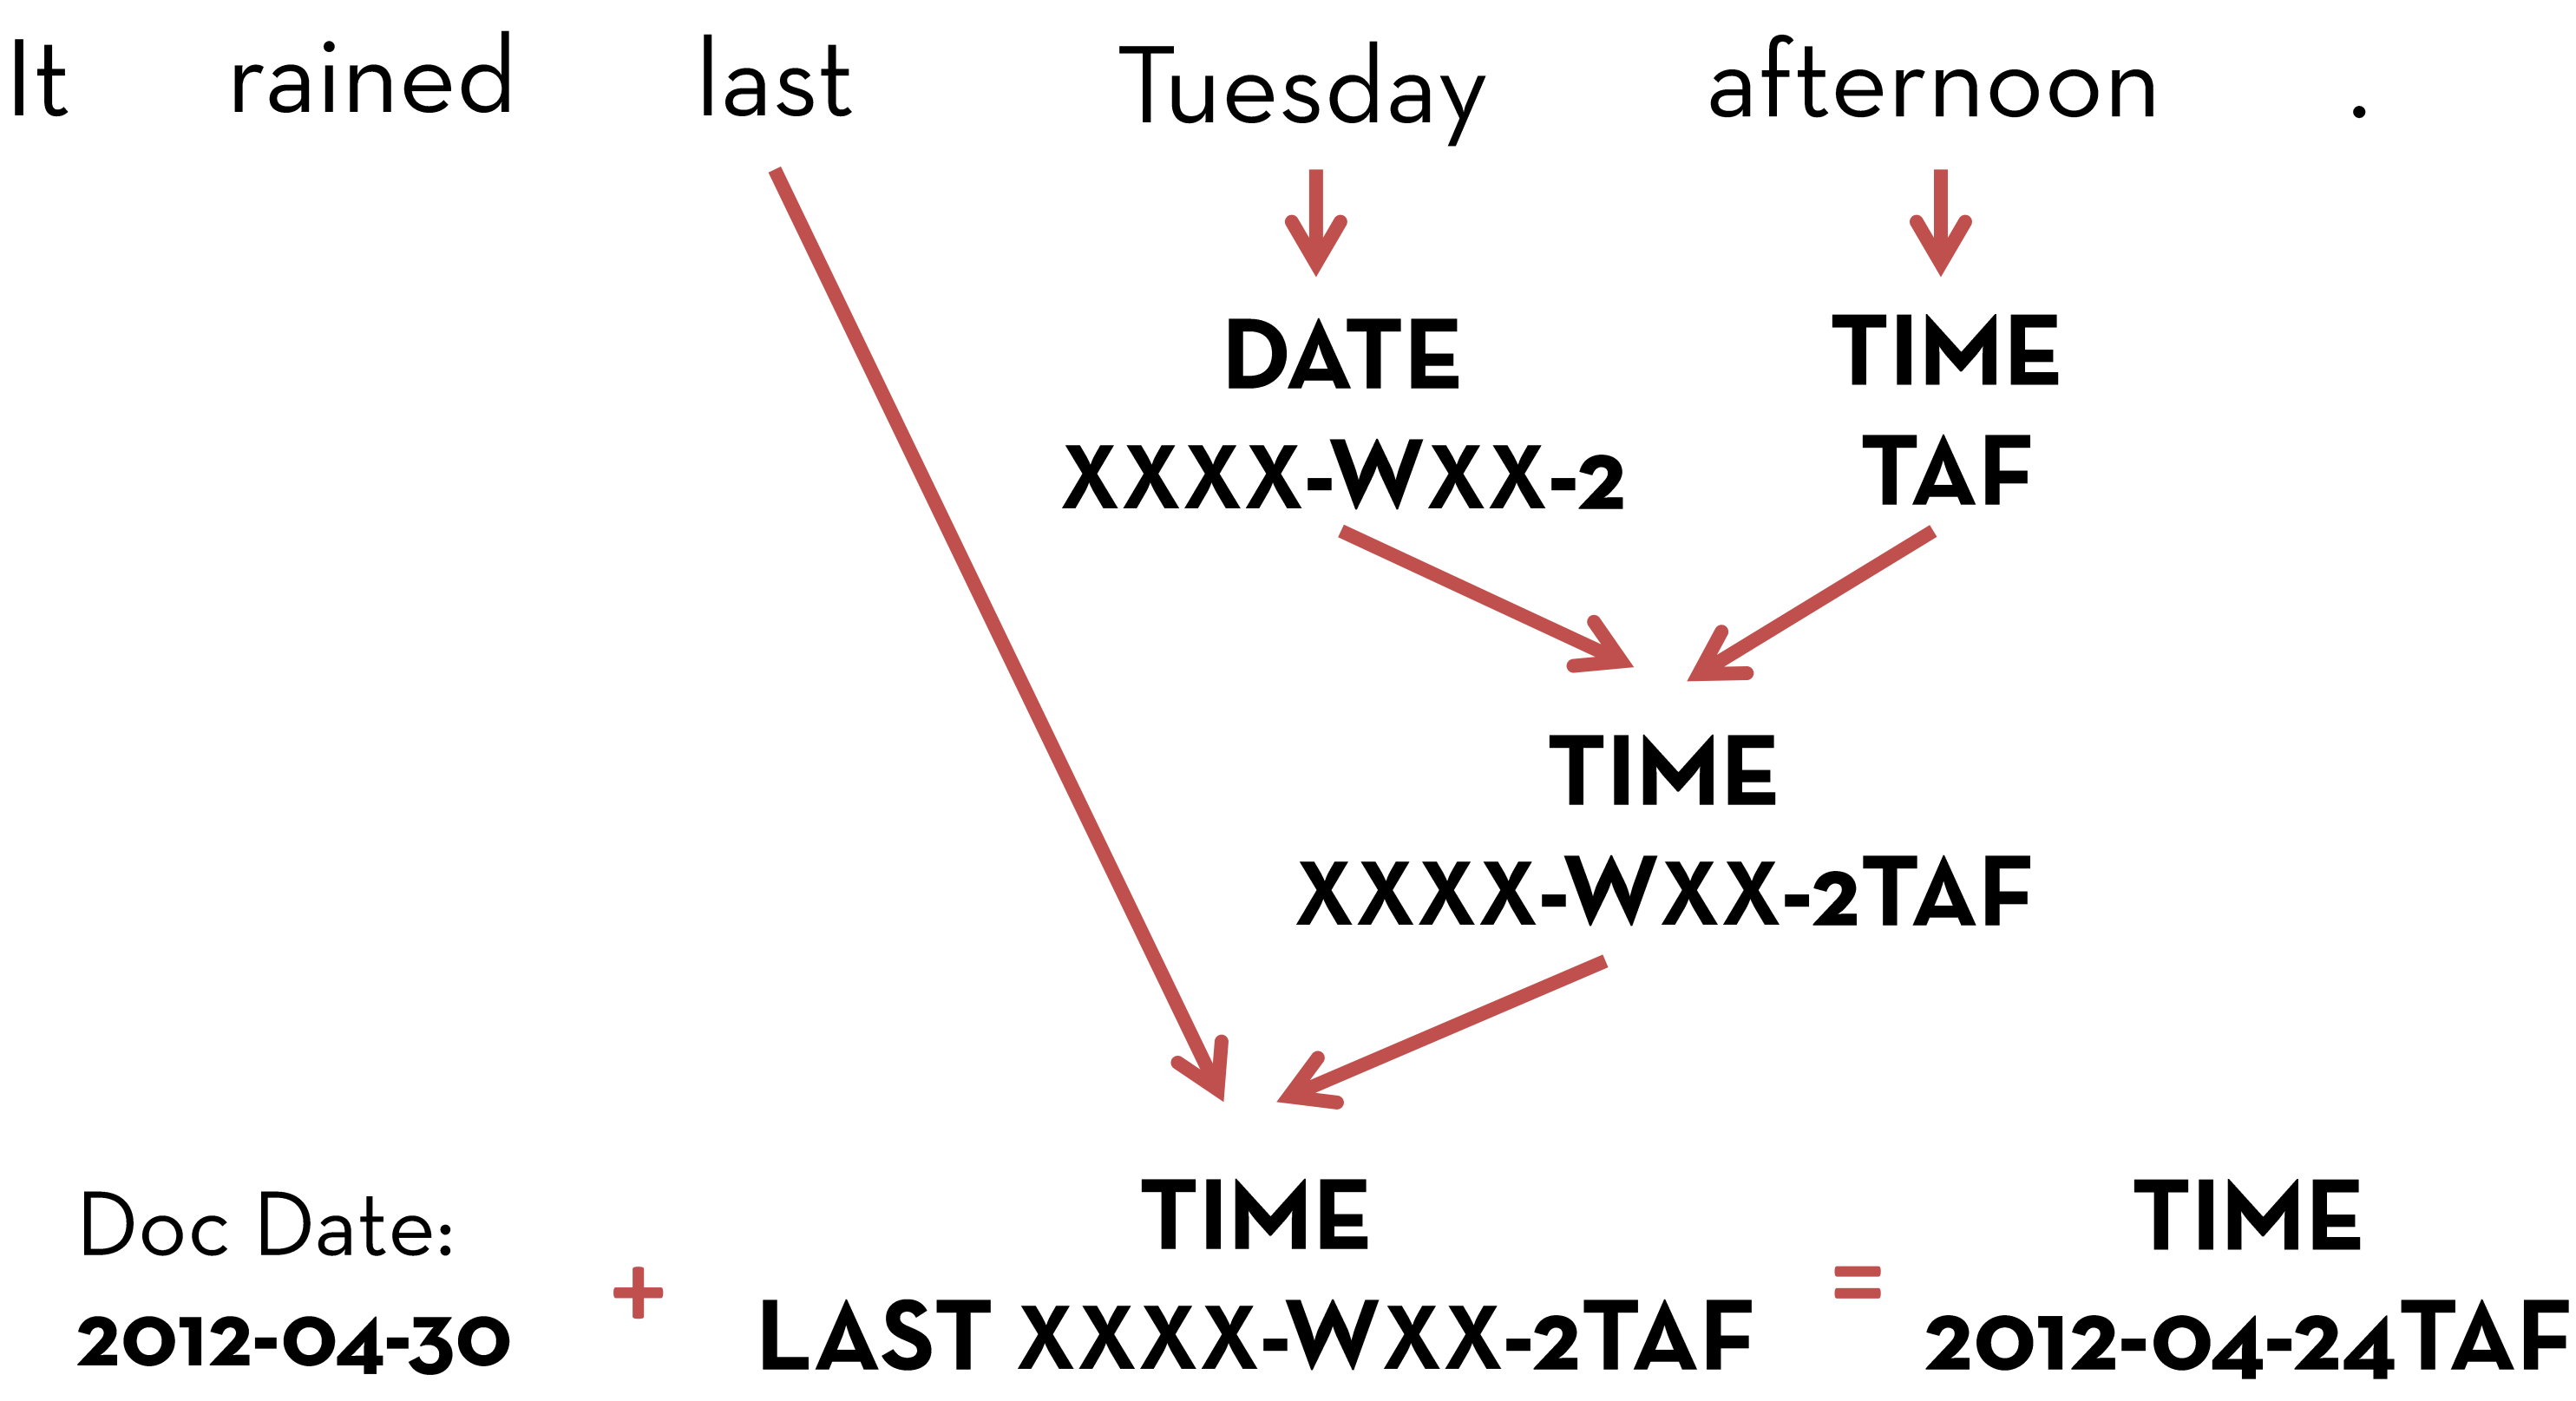 It rained last Tuesday afternoon .
DATE TIME
XXXX-WXX-2 TAF
TIME
XXXX-WXX-2TAF
Doc Date: TIME TIME
2012-04-30 + LAST XXXX-WXX-2TAF = 2012-04-24TAF